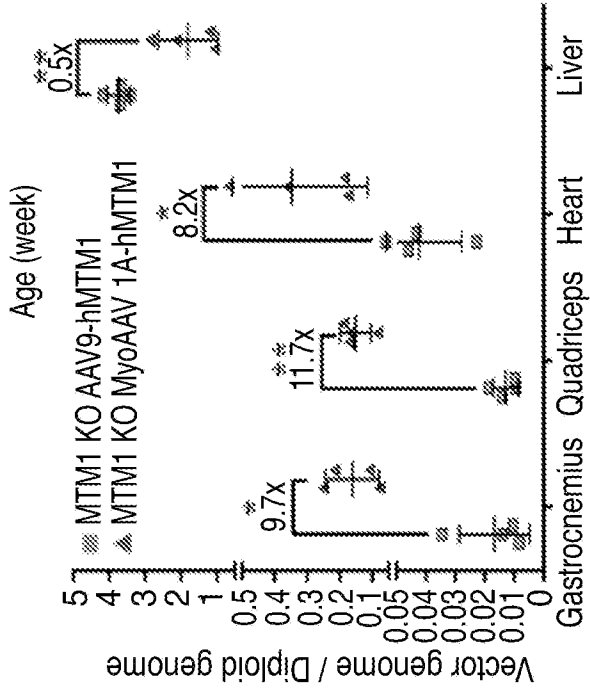 Age (week)
MTM1 KO AAV9-hMTM1
MTM1 KO MyoAAV 1A-hMTM1
Vector genome / Diploid genome
5
4
3
2
1
0.5
0.4
0.3
0.2
0.1
0.05
0.04
0.03
0.02
0.01
0
*
9.7x
**
11.7x
*
8.2x
**
0.5x
Gastrocnemius Quadriceps Heart Liver